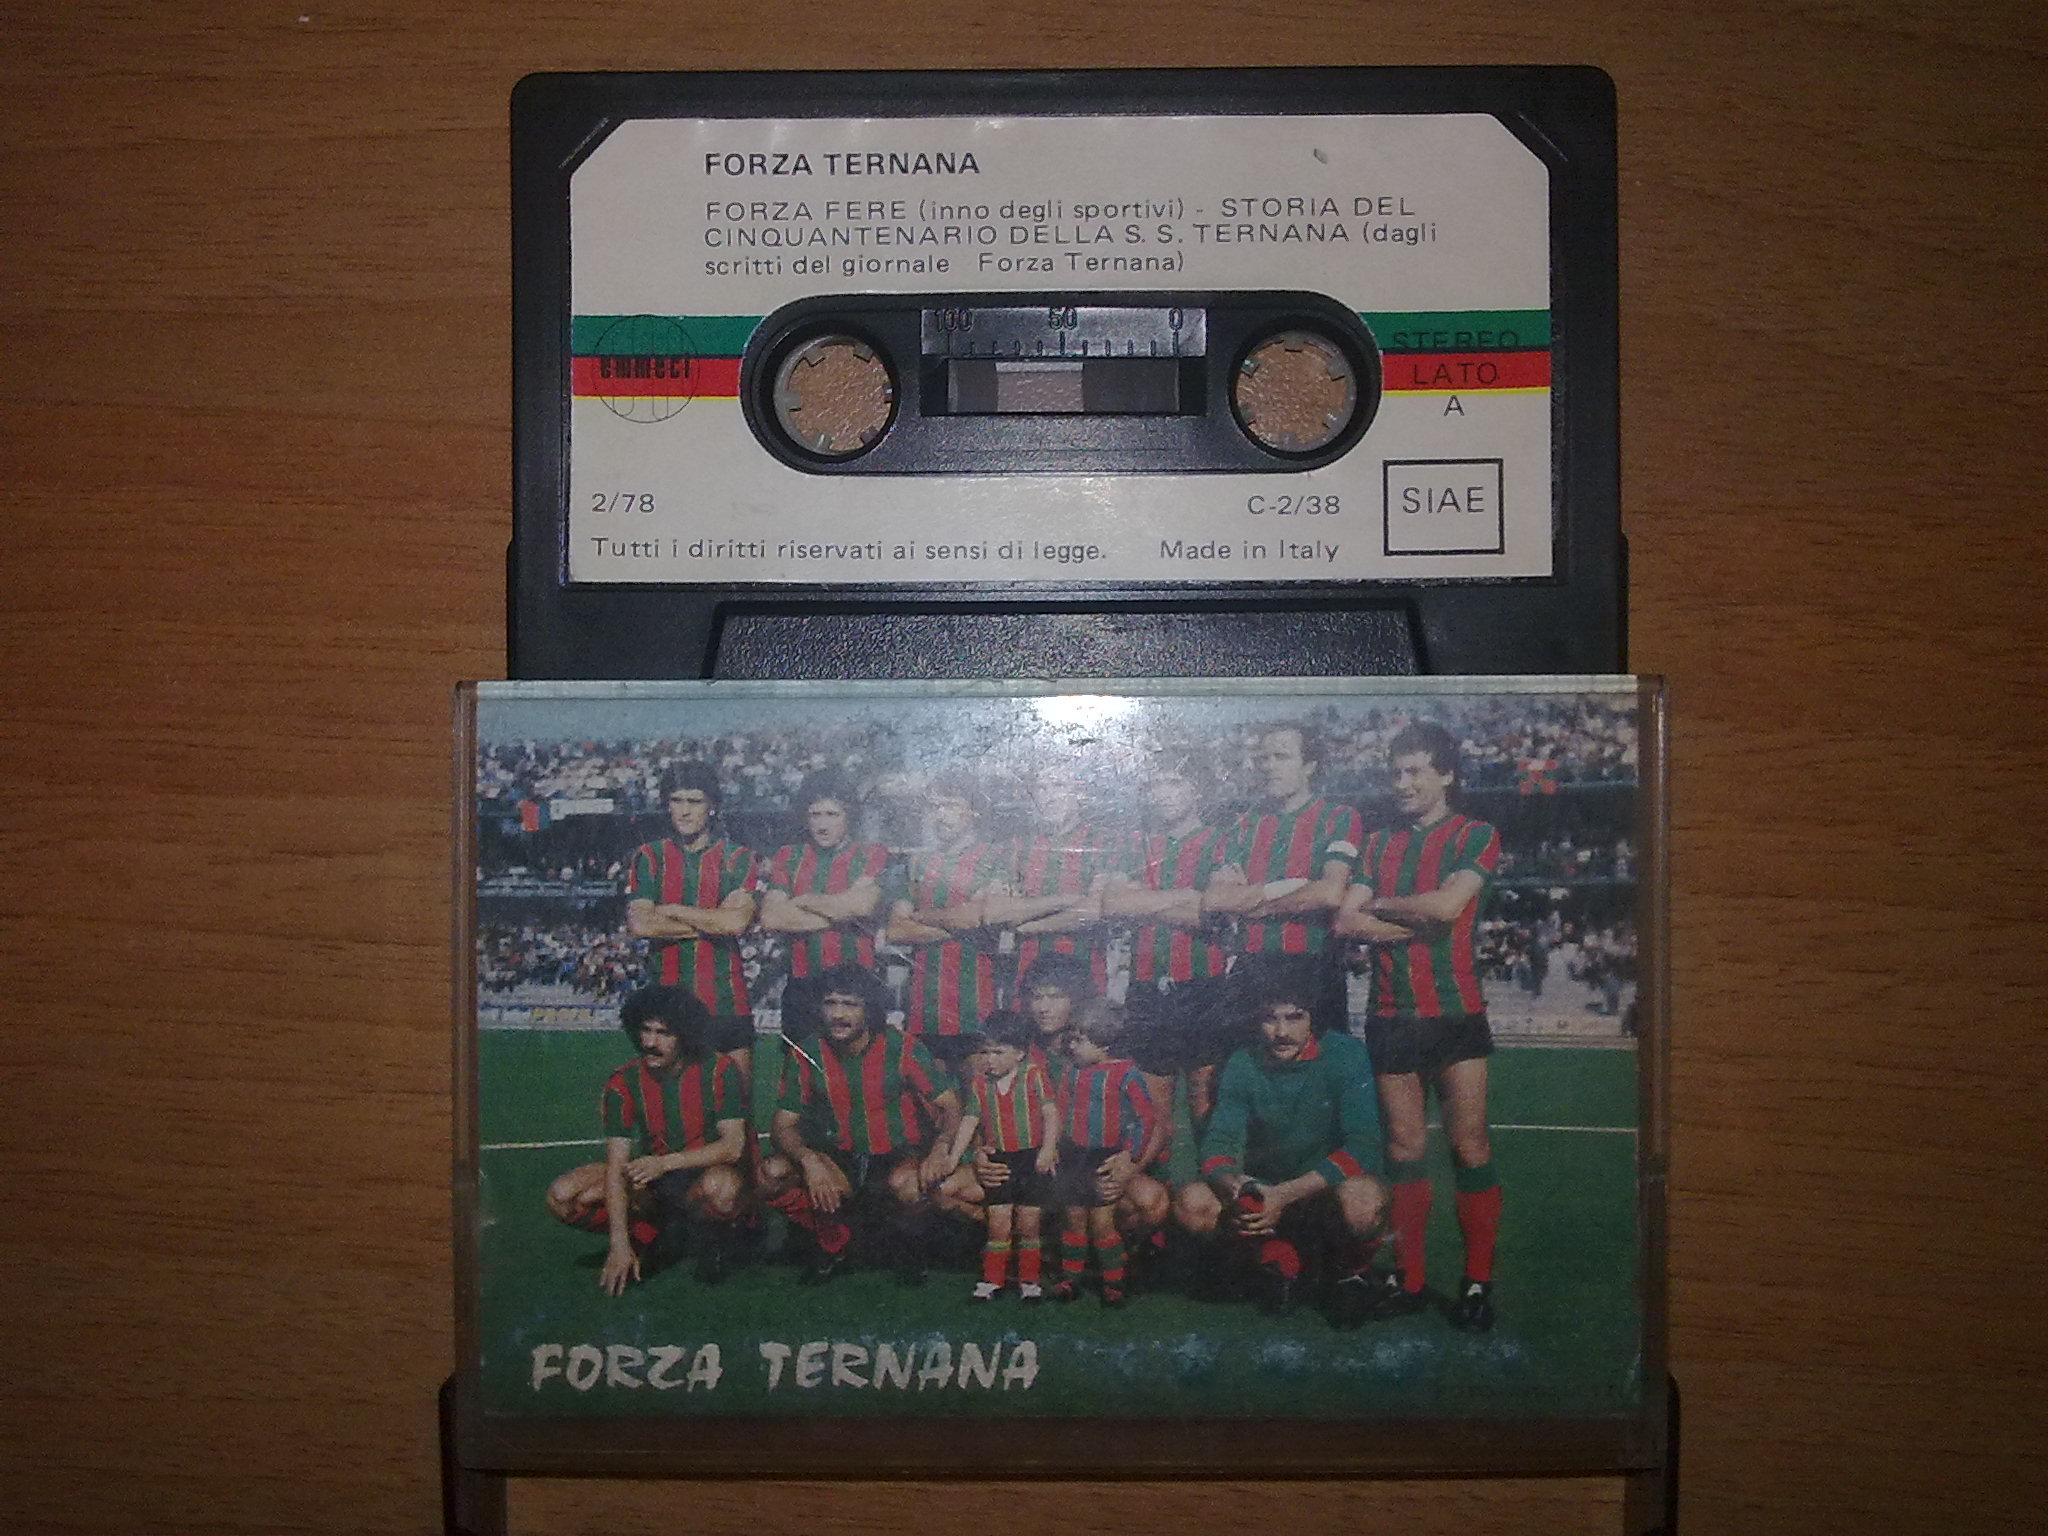 FORZA TERNANA
FORZA FERE (inno degli sportivi) - STORIA DEL
CINQUANTENARIO DELLA S. S. TERNANA (dagli
scritti del giornale Forza Ternana)
100 50 0
emmeci
STEREO
LATO
A
2/78
C-2/38
SIAE
Tutti i diritti riservati ai sensi di legge. Made in Italy
FORZA TERNANA